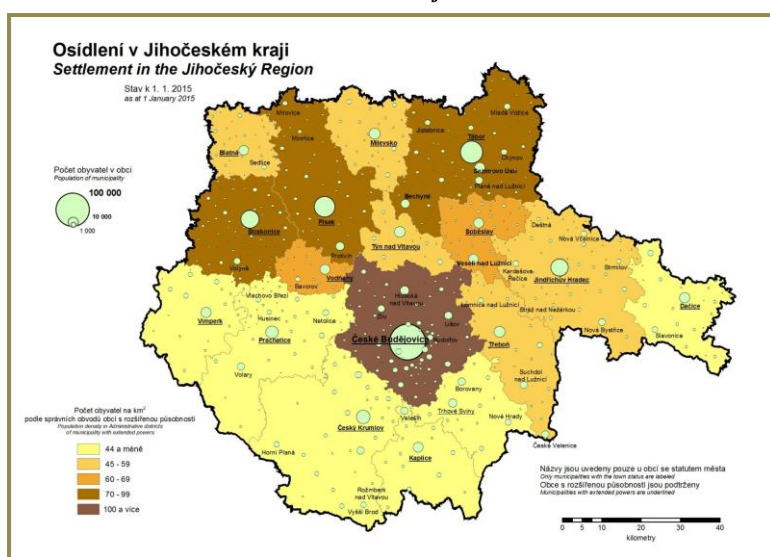 Osídlení v Jihočeském kraji
Settlement in the Jihočeský Region
Stav k 1. 1. 2015
as at 1 January 2015
Počet obyvatel v obci
Population of municipality
100 000
10 000
1 000
Mirovice
Mladá Vožice
Blatná
Sedlice
Milevsko
Jistebnice
Tábor
Chýnov
Sezimovo Ústí
Planá nad Lužnicí
Bechyně
Strakonice
Písek
Soběslav
Deštná
Týn nad Vltavou
Nová Včelnice
Protivín
Volyně
Veselí nad Lužnicí
Kardašova
Řečice
Jindřichův Hradec
Strmilov
Vodňany
Bavorov
Vlachovo Březí
Hluboká
nad Vltavou
Lomnice nad Lužnicí
Stráž nad Nežárkou
Dačice
Vimperk
Husinec
Netolice
Zliv
Lišov
Nová Bystřice
Slavonice
Prachatice
České Budějovice
Rudolfov
Třeboň
Volary
Suchdol
nad Lužnicí
Borovany
Velešín
Trhové Sviny
Nové Hrady
Český Krumlov
České Velenice
Horní Planá
Kaplice
Rožmberk
nad Vltavou
Vyšší Brod
Počet obyvatel na km²
podle správních obvodů obcí s rozšířenou působností
Population density in Administrative districts
of municipality with extended powers
44 a méně
45 - 59
60 - 69
70 - 99
100 a více
Názvy jsou uvedeny pouze u obcí se statutem města
Only municipalities with the town status are labeled
Obce s rozšířenou působností jsou podtrženy
Municipalities with extended powers are underlined
0
10
20
30
40
kilometry